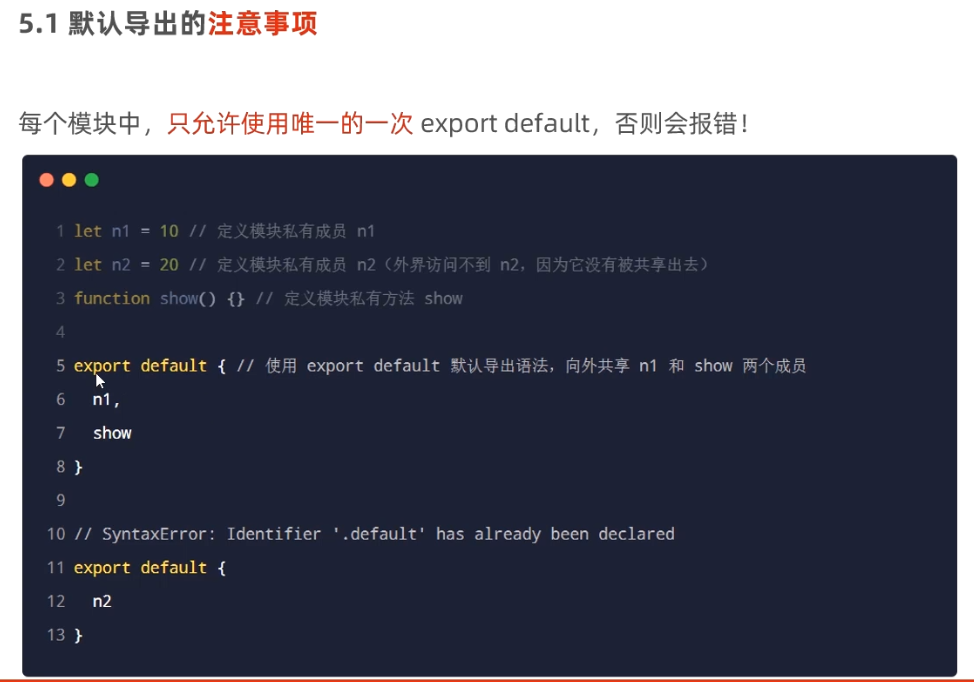 5.1 默认导出的注意事项
每个模块中，只允许使用唯一的一次 export default，否则会报错！
1 let n1 = 10 // 定义模块私有成员 n1
2 let n2 = 20 // 定义模块私有成员 n2（外界访问不到 n2，因为它没有被共享出去）
3 function show() {} // 定义模块私有方法 show
4
5 export default { // 使用 export default 默认导出语法，向外共享 n1 和 show 两个成员
6   n1,
7   show
8 }
9
10 // SyntaxError: Identifier '.default' has already been declared
11 export default {
12   n2
13 }